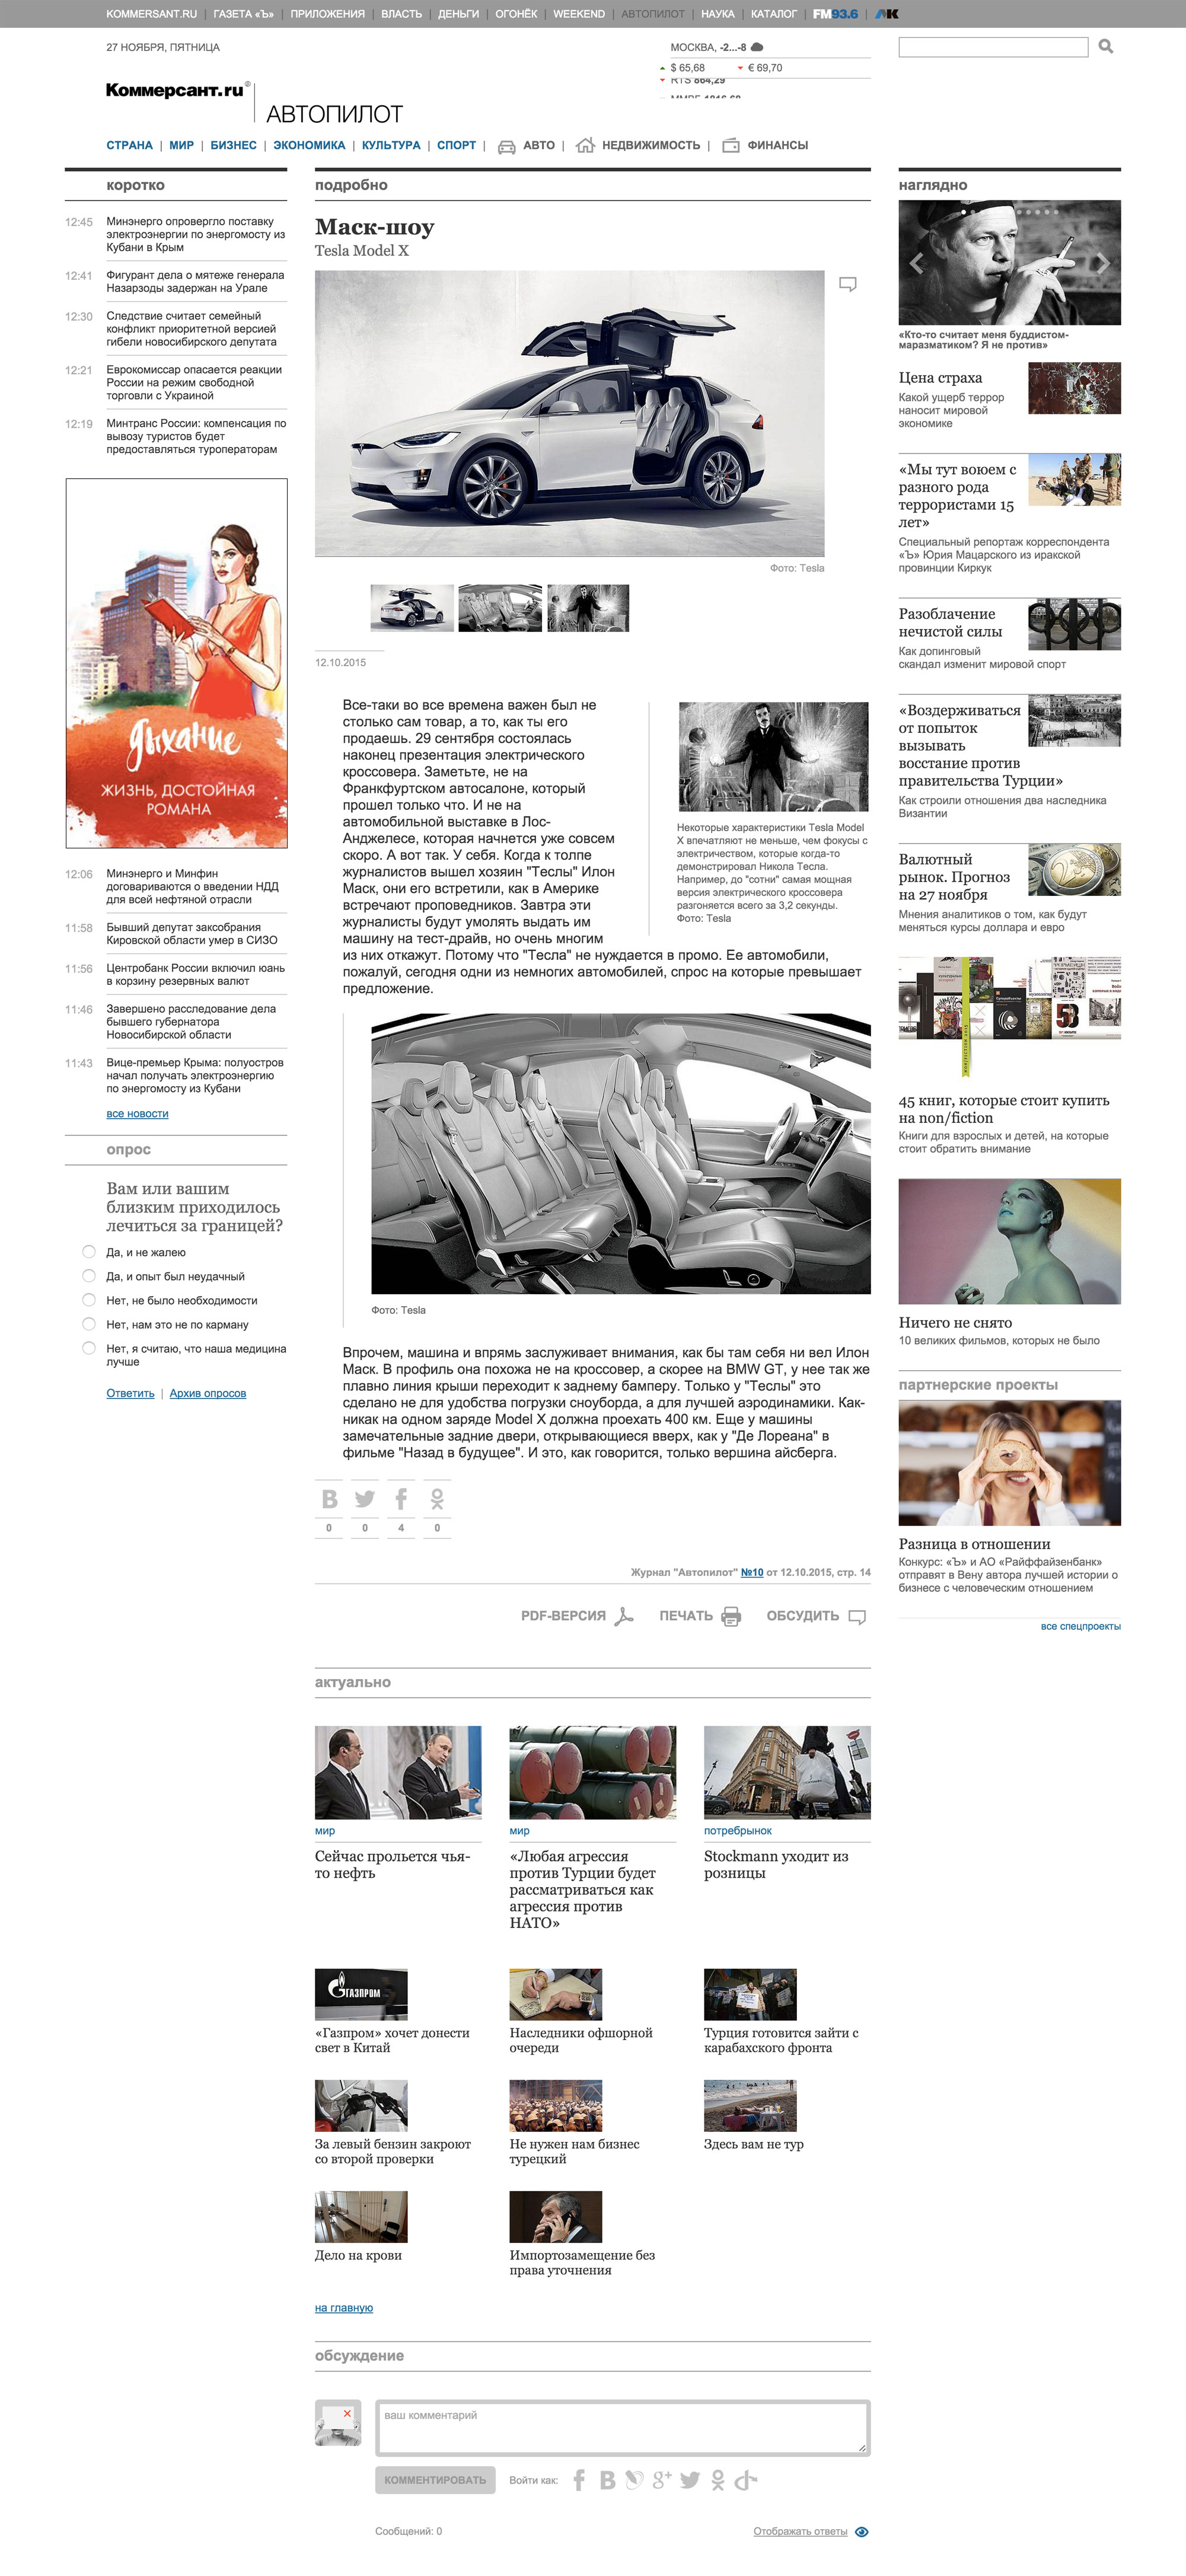 KOMMERSANT.RU | ГАЗЕТА «Ъ» | ПРИЛОЖЕНИЯ | ВЛАСТЬ | ДЕНЬГИ | ОГОНЁК | WEEKEND | АВТОПИЛОТ | НАУКА | КАТАЛОГ | FM93.6
27 НОЯБРЯ, ПЯТНИЦА
МОСКВА, -2...-8
$ 65,68 € 69,70
RTS 864,29
Коммерсант.ru®
АВТОПИЛОТ
СТРАНА | МИР | БИЗНЕС | ЭКОНОМИКА | КУЛЬТУРА | СПОРТ | АВТО | НЕДВИЖИМОСТЬ | ФИНАНСЫ
коротко
12:45 Минэнерго опровергло поставку
электроэнергии по энергомосту из
Кубани в Крым
12:41 Фигурант дела о мятеже генерала
Назарзоды задержан на Урале
12:30 Следствие считает семейный
конфликт приоритетной версией
гибели новосибирского депутата
12:21 Еврокомиссар опасается реакции
России на режим свободной
торговли с Украиной
12:19 Минтранс России: компенсация по
вывозу туристов будет
предоставляться туроператорам
дыхание
ЖИЗНЬ, ДОСТОЙНАЯ
РОМАНА
12:06 Минэнерго и Минфин
договариваются о введении НДД
для всей нефтяной отрасли
11:58 Бывший депутат заксобрания
Кировской области умер в СИЗО
11:56 Центробанк России включил юань
в корзину резервных валют
11:46 Завершено расследование дела
бывшего губернатора
Новосибирской области
11:43 Вице-премьер Крыма: полуостров
начал получать электроэнергию
по энергомосту из Кубани
все новости
опрос
Вам или вашим
близким приходилось
лечиться за границей?
Да, и не жалею
Да, и опыт был неудачный
Нет, не было необходимости
Нет, нам это не по карману
Нет, я считаю, что наша медицина
лучше
Ответить | Архив опросов
подробно
Маск-шоу
Tesla Model X
Фото: Tesla
12.10.2015
Все-таки во все времена важен был не
столько сам товар, а то, как ты его
продаешь. 29 сентября состоялась
наконец презентация электрического
кроссовера. Заметьте, не на
Франкфуртском автосалоне, который
прошел только что. И не на
автомобильной выставке в Лос-
Анджелесе, которая начнется уже совсем
скоро. А вот так. У себя. Когда к толпе
журналистов вышел хозяин "Теслы" Илон
Маск, они его встретили, как в Америке
встречают проповедников. Завтра эти
журналисты будут умолять выдать им
машину на тест-драйв, но очень многим
из них откажут. Потому что "Тесла" не нуждается в промо. Ее автомобили,
пожалуй, сегодня одни из немногих автомобилей, спрос на которые превышает
предложение.
Некоторые характеристики Tesla Model
X впечатляют не меньше, чем фокусы с
электричеством, которые когда-то
демонстрировал Никола Тесла.
Например, до "сотни" самая мощная
версия электрического кроссовера
разгоняется всего за 3,2 секунды.
Фото: Tesla
Фото: Tesla
Впрочем, машина и впрямь заслуживает внимания, как бы там себя ни вел Илон
Маск. В профиль она похожа не на кроссовер, а скорее на BMW GT, у нее так же
плавно линия крыши переходит к заднему бамперу. Только у "Теслы" это
сделано не для удобства погрузки сноуборда, а для лучшей аэродинамики. Как-
никак на одном заряде Model X должна проехать 400 км. Еще у машины
замечательные задние двери, открывающиеся вверх, как у "Де Лореана" в
фильме "Назад в будущее". И это, как говорится, только вершина айсберга.
0 0 4 0
Журнал "Автопилот" №10 от 12.10.2015, стр. 14
PDF-ВЕРСИЯ ПЕЧАТЬ ОБСУДИТЬ
актуально
мир
Сейчас прольется чья-
то нефть
мир
«Любая агрессия
против Турции будет
рассматриваться как
агрессия против
НАТО»
потребрынок
Stockmann уходит из
розницы
ГАЗПРОМ
«Газпром» хочет донести
свет в Китай
Наследники офшорной
очереди
Турция готовится зайти с
карабахского фронта
За левый бензин закроют
со второй проверки
Не нужен нам бизнес
турецкий
Здесь вам не тур
Дело на крови
Импортозамещение без
права уточнения
на главную
обсуждение
ваш комментарий
КОММЕНТИРОВАТЬ
Войти как:
Сообщений: 0
Отображать ответы
наглядно
«Кто-то считает меня буддистом-
маразматиком? Я не против»
Цена страха
Какой ущерб террор
наносит мировой
экономике
«Мы тут воюем с
разного рода
террористами 15
лет»
Специальный репортаж корреспондента
«Ъ» Юрия Мацарского из иракской
провинции Киркук
Разоблачение
нечистой силы
Как допинговый
скандал изменит мировой спорт
«Воздерживаться
от попыток
вызывать
восстание против
правительства Турции»
Как строили отношения два наследника
Византии
Валютный
рынок. Прогноз
на 27 ноября
Мнения аналитиков о том, как будут
меняться курсы доллара и евро
45 книг, которые стоит купить
на non/fiction
Книги для взрослых и детей, на которые
стоит обратить внимание
Ничего не снято
10 великих фильмов, которых не было
партнерские проекты
Разница в отношении
Конкурс: «Ъ» и АО «Райффайзенбанк»
отправят в Вену автора лучшей истории о
бизнесе с человеческим отношением
все спецпроекты